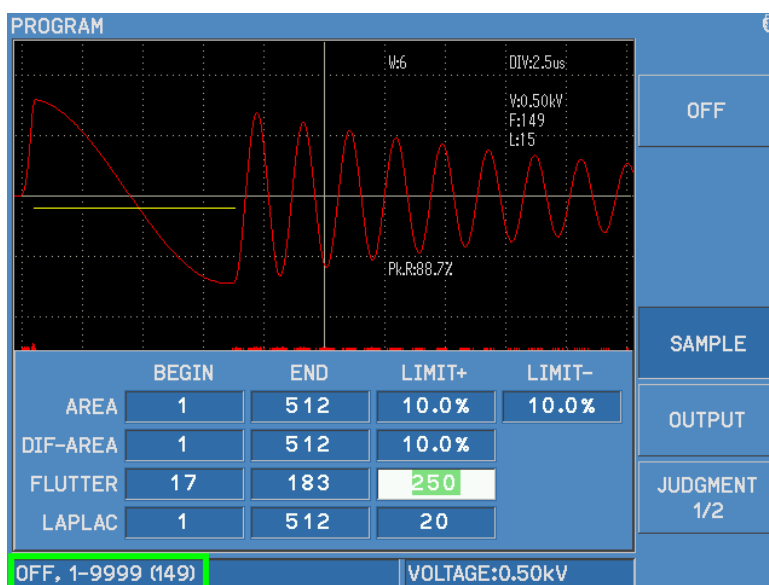 PROGRAM
W:6 DIV:2.5us
V:0.50kV
F:149
L:15
Pk.R:88.7%
OFF
SAMPLE
OUTPUT
JUDGMENT
1/2
BEGIN END LIMIT+ LIMIT-
AREA 1 512 10.0% 10.0%
DIF-AREA 1 512 10.0%
FLUTTER 17 183 250
LAPLAC 1 512 20
OFF, 1-9999 (149) VOLTAGE:0.50kV